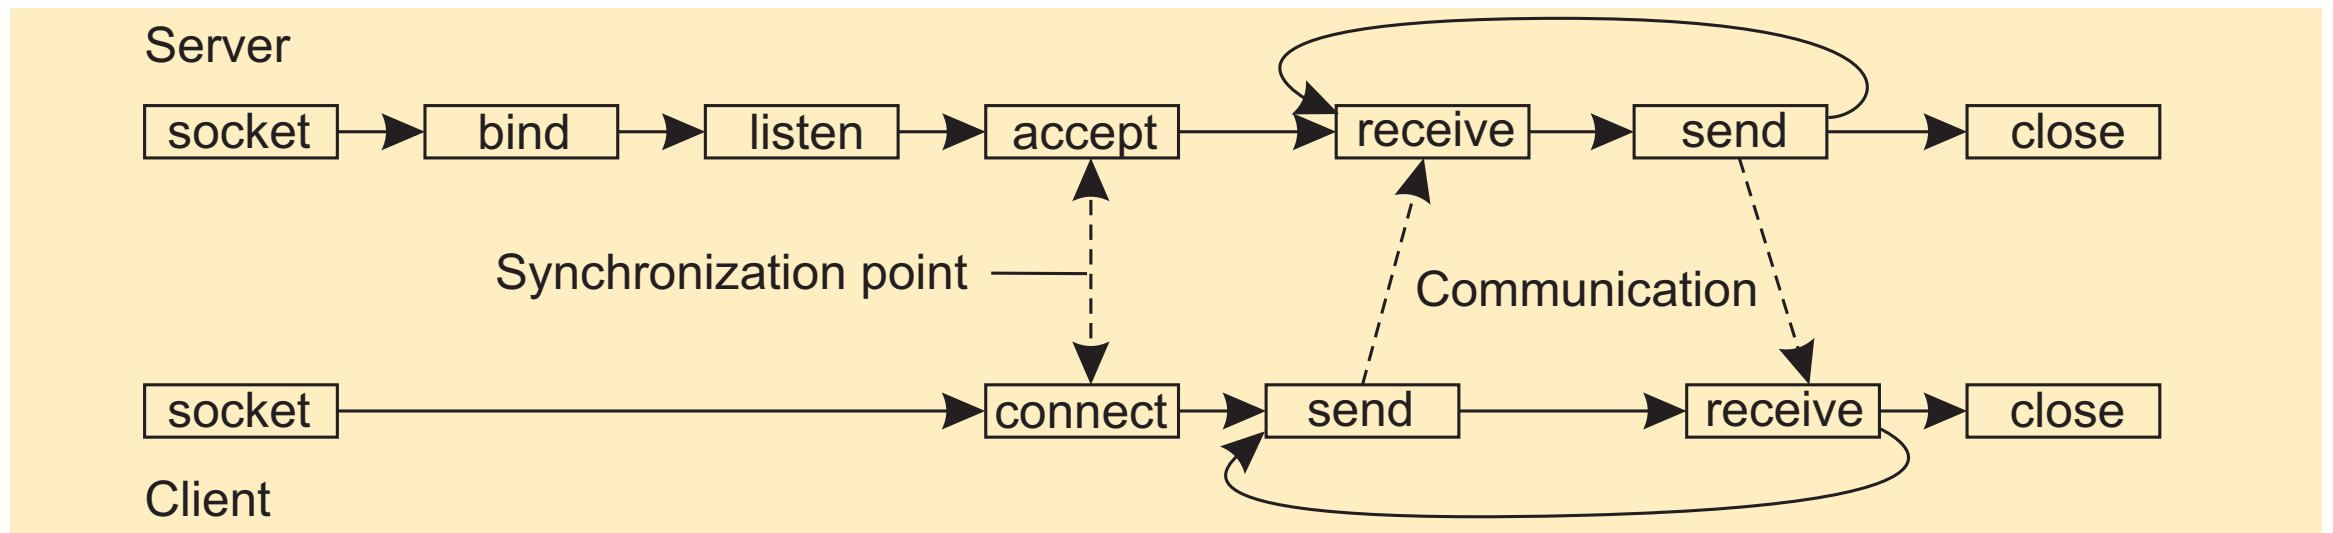 Server
socket bind listen accept receive send close
Synchronization point
Communication
socket connect send receive close
Client